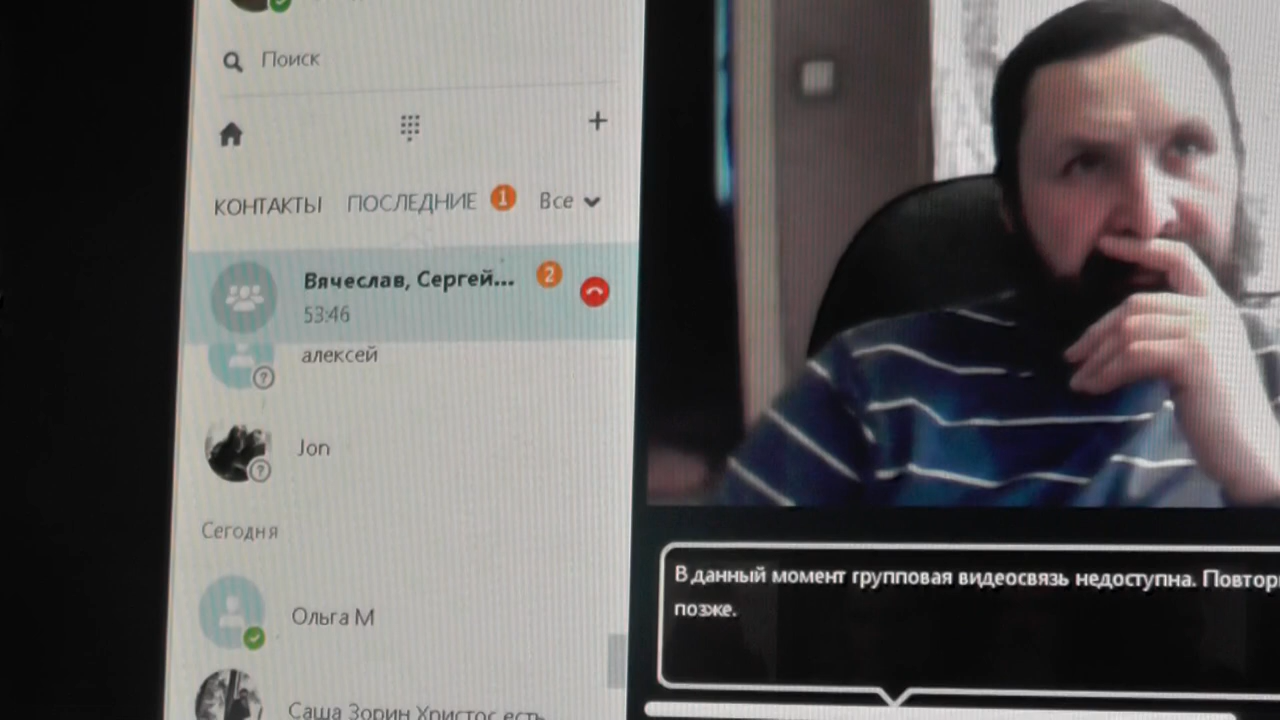 Поиск
КОНТАКТЫ ПОСЛЕДНИЕ 1 Все
Вячеслав, Сергей... 2
53:46
алексей
Jon
Сегодня
Ольга М
Саша Зорин Христос есть
В данный момент групповая видеосвязь недоступна. Повтори
позже.